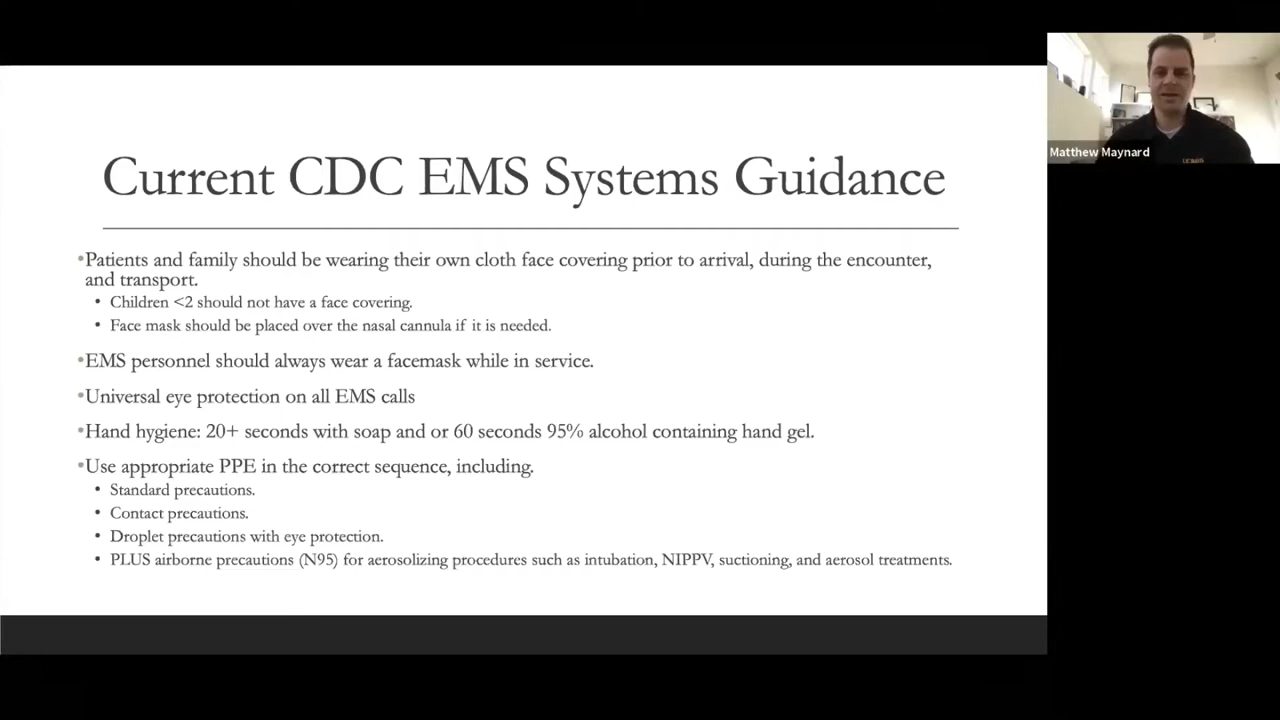 Current CDC EMS Systems Guidance
•Patients and family should be wearing their own cloth face covering prior to arrival, during the encounter,
and transport.
• Children <2 should not have a face covering.
• Face mask should be placed over the nasal cannula if it is needed.
•EMS personnel should always wear a facemask while in service.
•Universal eye protection on all EMS calls
•Hand hygiene: 20+ seconds with soap and or 60 seconds 95% alcohol containing hand gel.
•Use appropriate PPE in the correct sequence, including.
• Standard precautions.
• Contact precautions.
• Droplet precautions with eye protection.
• PLUS airborne precautions (N95) for aerosolizing procedures such as intubation, NIPPV, suctioning, and aerosol treatments.
Matthew Maynard